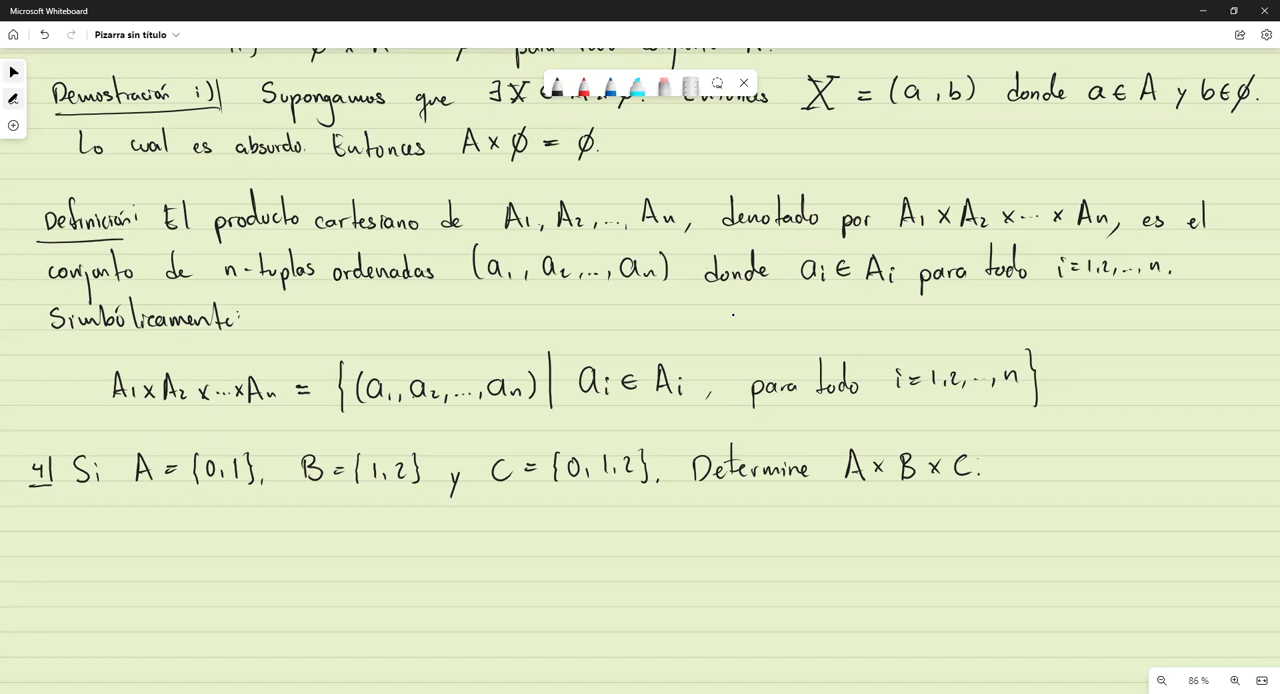 Microsoft Whiteboard
Pizarra sin título
para todo
Demostración i)| Supongamos que ∃X Entonces X = (a, b) donde a ∈ A y b ∈ ∅.
Lo cual es absurdo. Entonces A × ∅ = ∅.
Definición: El producto cartesiano de A₁, A₂, ..., Aₙ, denotado por A₁ × A₂ × ... × Aₙ, es el
conjunto de n-tuplas ordenadas (a₁, a₂, ..., aₙ) donde aᵢ ∈ Aᵢ para todo i = 1, 2, ..., n.
Simbólicamente:
A₁ × A₂ × ... × Aₙ = {(a₁, a₂, ..., aₙ) | aᵢ ∈ Aᵢ, para todo i = 1, 2, ..., n}
4| Si A = {0, 1}, B = {1, 2} y C = {0, 1, 2}. Determine A × B × C.
86 %